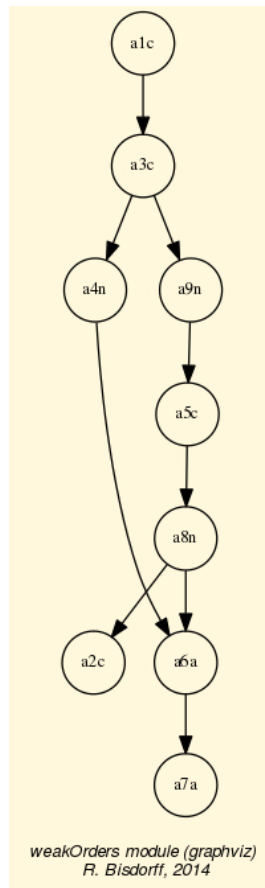 a1c
a3c
a4n a9n
a5c
a8n
a2c a6a
a7a
weakOrders module (graphviz)
R. Bisdorff, 2014